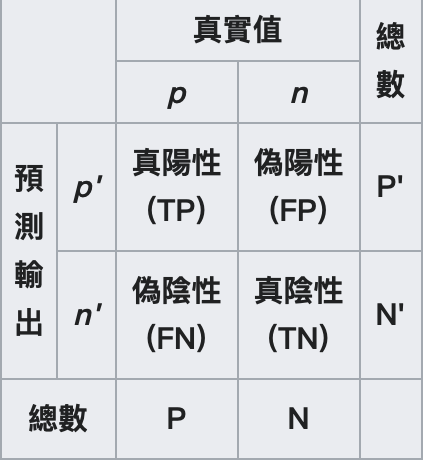 真實值
總數
p n
預測輸出
p′ 真陽性 (TP) 偽陽性 (FP) P'
n′ 偽陰性 (FN) 真陰性 (TN) N'
總數 P N